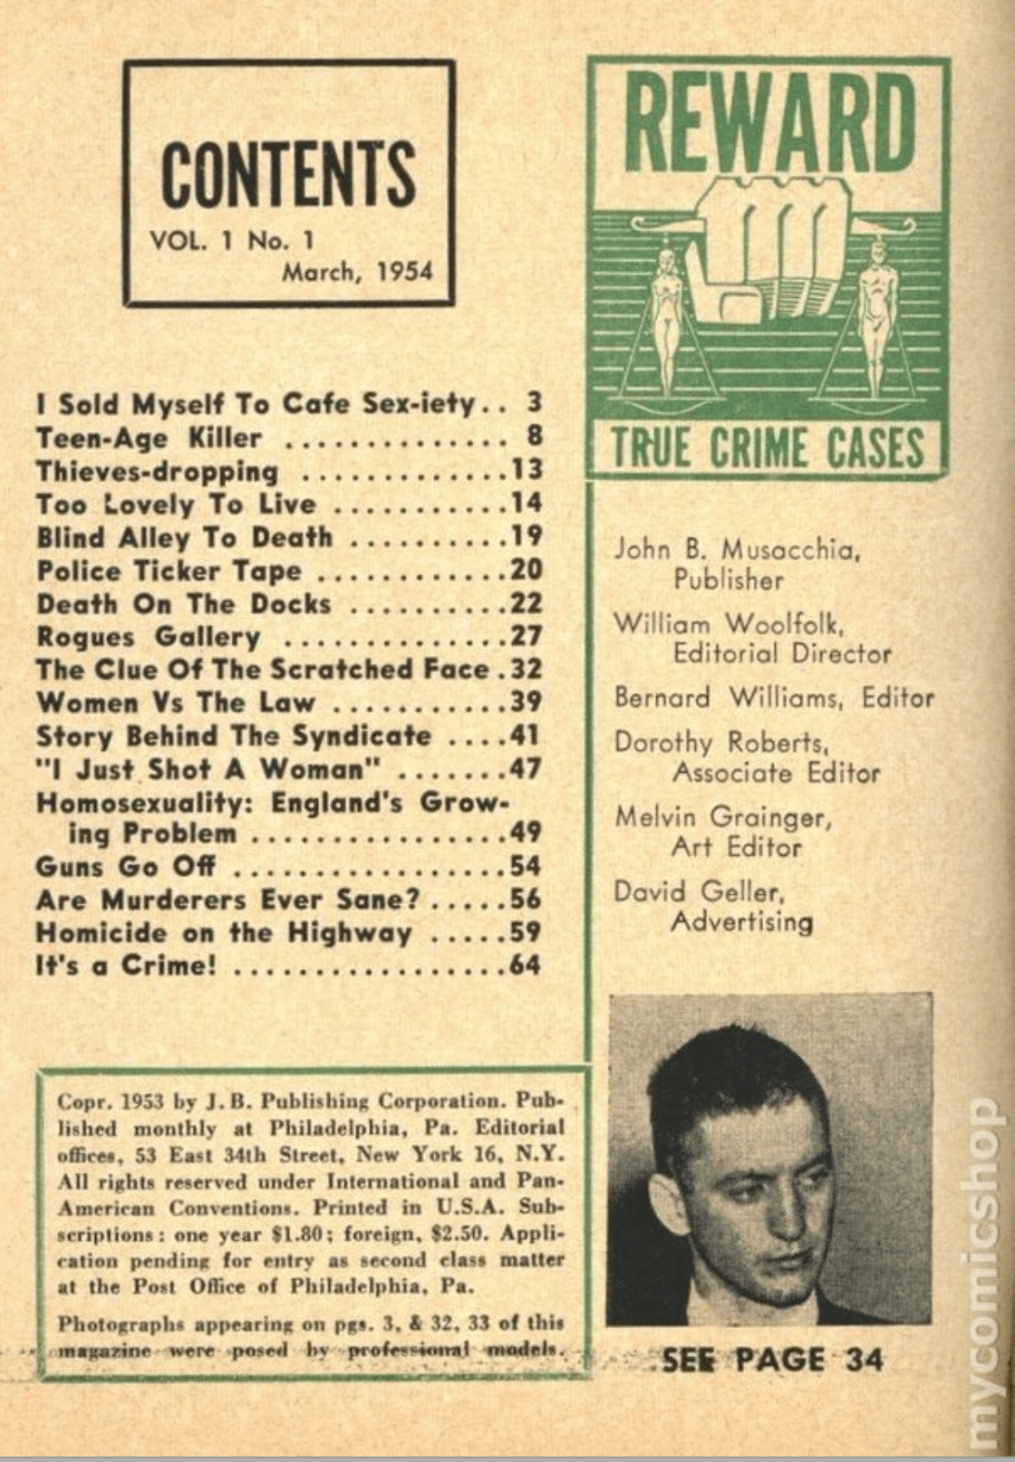 CONTENTS
VOL. 1 No. 1
March, 1954
I Sold Myself To Cafe Sex-iety.. 3
Teen-Age Killer .............. 8
Thieves-dropping .............13
Too Lovely To Live ...........14
Blind Alley To Death ..........19
Police Ticker Tape ............20
Death On The Docks ..........22
Rogues Gallery ..............27
The Clue Of The Scratched Face .32
Women Vs The Law ...........39
Story Behind The Syndicate ....41
"I Just Shot A Woman" .......47
Homosexuality: England's Grow-
ing Problem ................49
Guns Go Off .................54
Are Murderers Ever Sane? .....56
Homicide on the Highway .....59
It's a Crime! .................64
Copr. 1953 by J. B. Publishing Corporation. Pub-
lished monthly at Philadelphia, Pa. Editorial
offices, 53 East 34th Street, New York 16, N.Y.
All rights reserved under International and Pan-
American Conventions. Printed in U.S.A. Sub-
scriptions: one year $1.80; foreign, $2.50. Appli-
cation pending for entry as second class matter
at the Post Office of Philadelphia, Pa.
Photographs appearing on pgs. 3, & 32, 33 of this
magazine were posed by professional models.
REWARD
TRUE CRIME CASES
John B. Musacchia,
Publisher
William Woolfolk,
Editorial Director
Bernard Williams, Editor
Dorothy Roberts,
Associate Editor
Melvin Grainger,
Art Editor
David Geller,
Advertising
SEE PAGE 34
mycomicshop